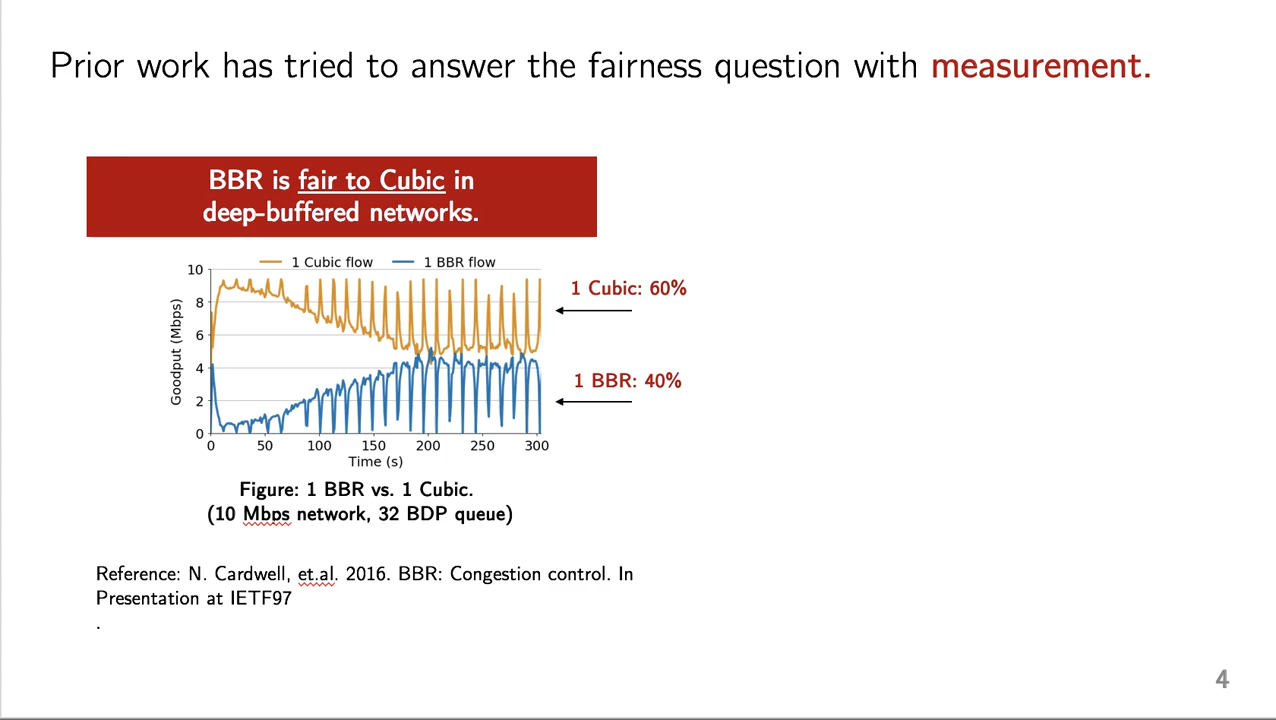 Prior work has tried to answer the fairness question with measurement.
BBR is fair to Cubic in
deep-buffered networks.
1 Cubic flow 1 BBR flow
10
8
6
4
2
0
Goodput (Mbps)
0 50 100 150 200 250 300
Time (s)
1 Cubic: 60%
1 BBR: 40%
Figure: 1 BBR vs. 1 Cubic.
(10 Mbps network, 32 BDP queue)
Reference: N. Cardwell, et.al. 2016. BBR: Congestion control. In
Presentation at IETF97
.
4